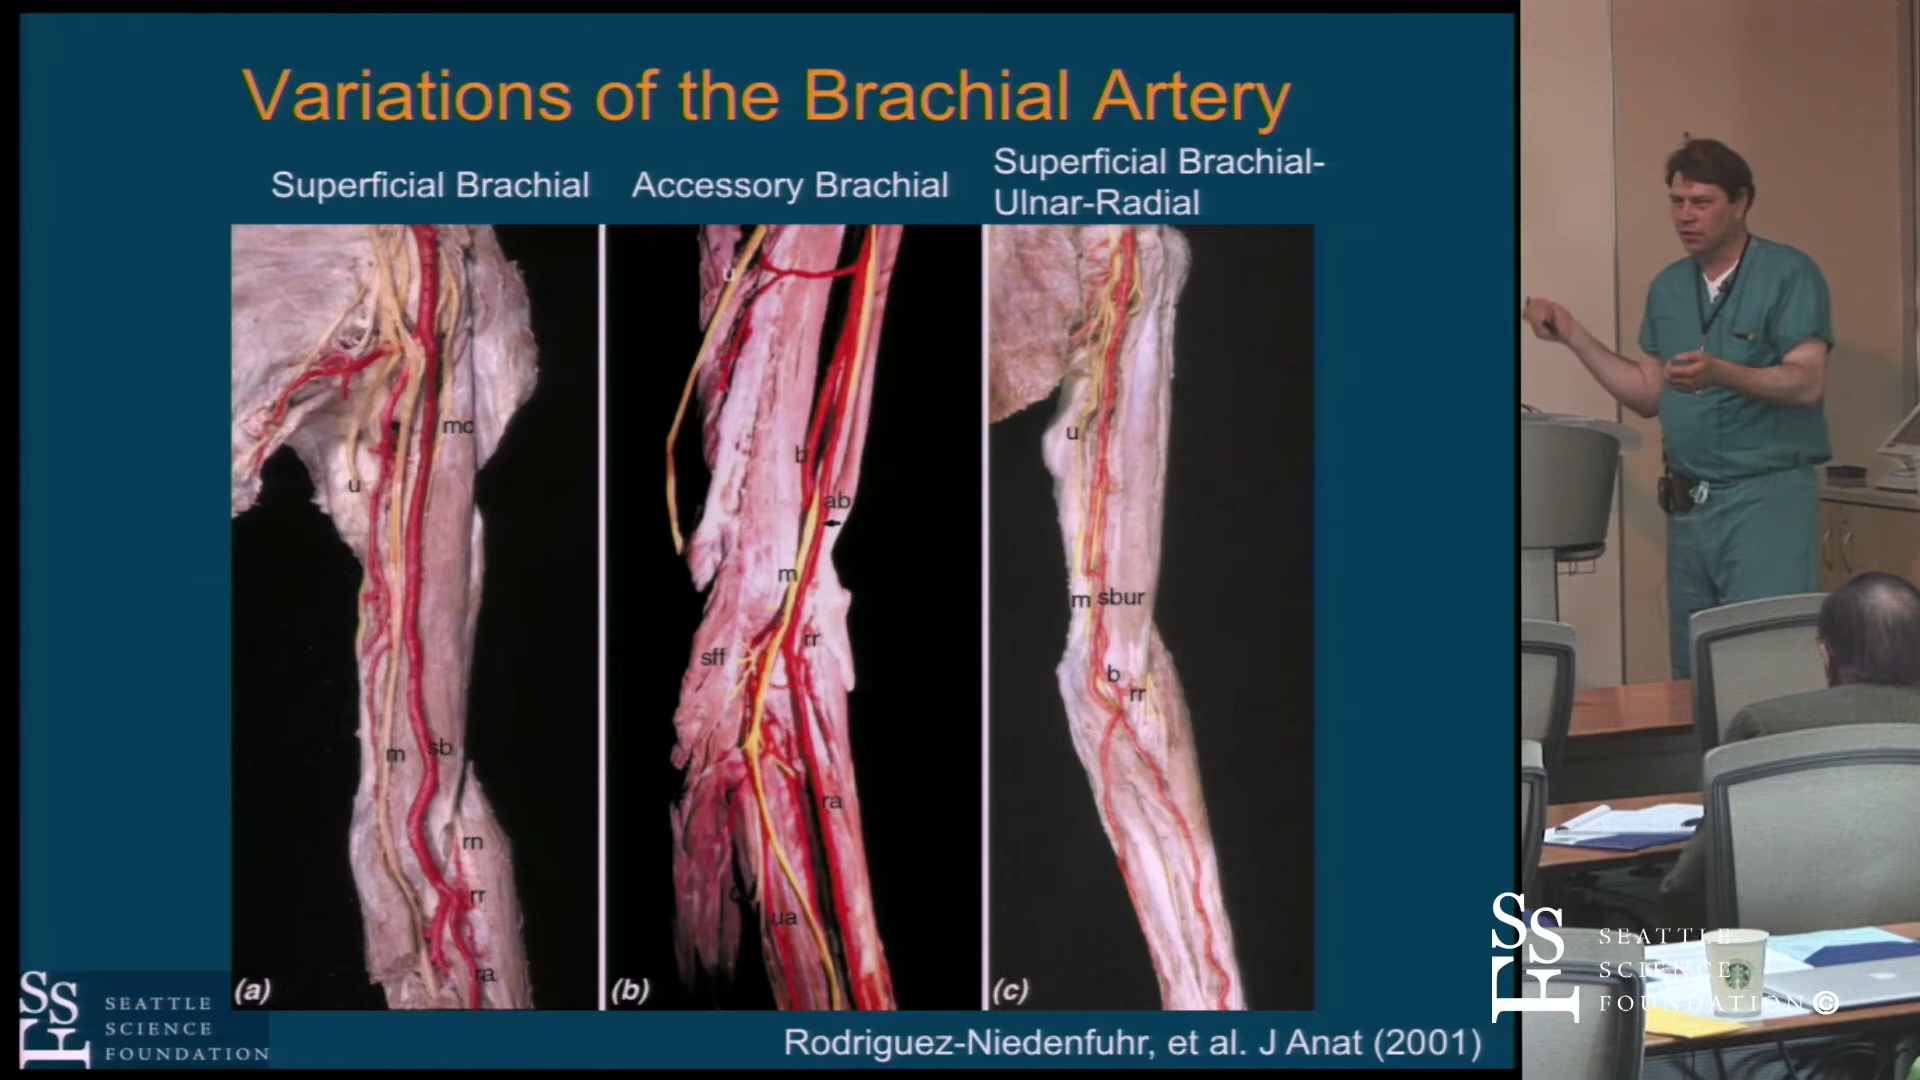 Variations of the Brachial Artery
Superficial Brachial
Accessory Brachial
Superficial Brachial-
Ulnar-Radial
mc
u
m
sb
rn
rr
ra
(a)
u
b
ab
m
rr
sff
ra
ua
(b)
u
m sbur
b
rr
(c)
Rodriguez-Niedenfuhr, et al. J Anat (2001)
SSF
SEATTLE
SCIENCE
FOUNDATION
SSF
SEATTLE
SCIENCE
FOUNDATION ©